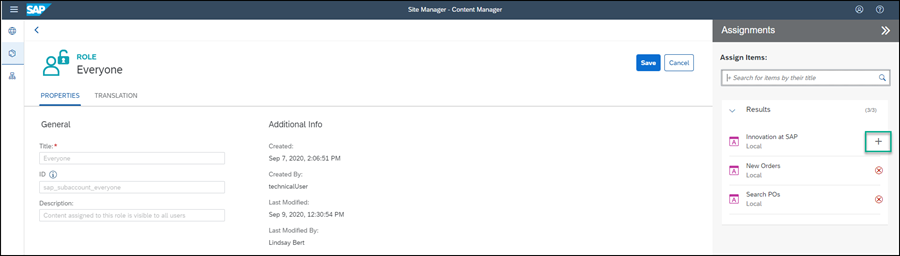 SAP
Site Manager - Content Manager
ROLE
Everyone
Save
Cancel
PROPERTIES
TRANSLATION
General
Title:*
Everyone
ID
sap_subaccount_everyone
Description:
Content assigned to this role is visible to all users
Additional Info
Created:
Sep 7, 2020, 2:06:51 PM
Created By:
technicalUser
Last Modified:
Sep 9, 2020, 12:30:54 PM
Last Modified By:
Lindsay Bert
Assignments
Assign Items:
Search for items by their title
Results
(3/3)
Innovation at SAP
Local
New Orders
Local
Search POs
Local